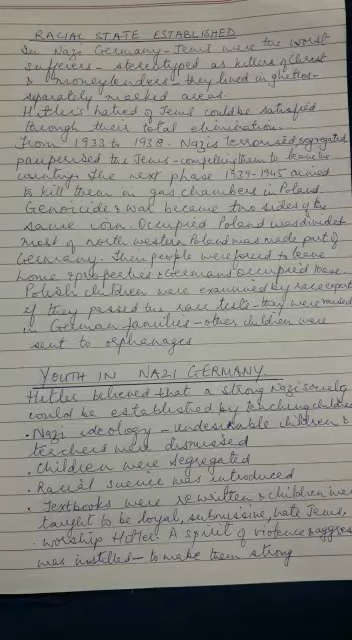 RACIAL STATE ESTABLISHED
In Nazi Germany - Jews were the worst
sufferers - stereotyped as killers of Christ
& moneylenders - they lived in ghettos -
separately marked areas.
Hitler's hatred of Jews could be satisfied
through their total elimination.
From 1933 to 1938. Nazis terrorised, segregated
pauperised the Jews - compelling them to leave the
country. The next phase 1939-1945 aimed
to kill them in gas chambers in Poland.
Genoicide & war became two sides of the
same coin. Occupied Poland was divided
most of north western Poland was made part of
Germany. Then people were forced to leave
home & properties & Germans occupied
Polish children were examined by race expert
if they passed the race tests - they were raised
in German families - other children were
sent to orphanages
YOUTH IN NAZI GERMANY
Hitler believed that a strong Nazi society
could be established by teaching children
• Nazi ideology - undesirable children &
teachers were dismissed
• Children were segregated
• Racial science was introduced
• Textbooks were re written & children were
taught to be loyal, submissive, hate Jews,
worship Hitler. A spirit of violence & aggres
was instilled - to make them strong